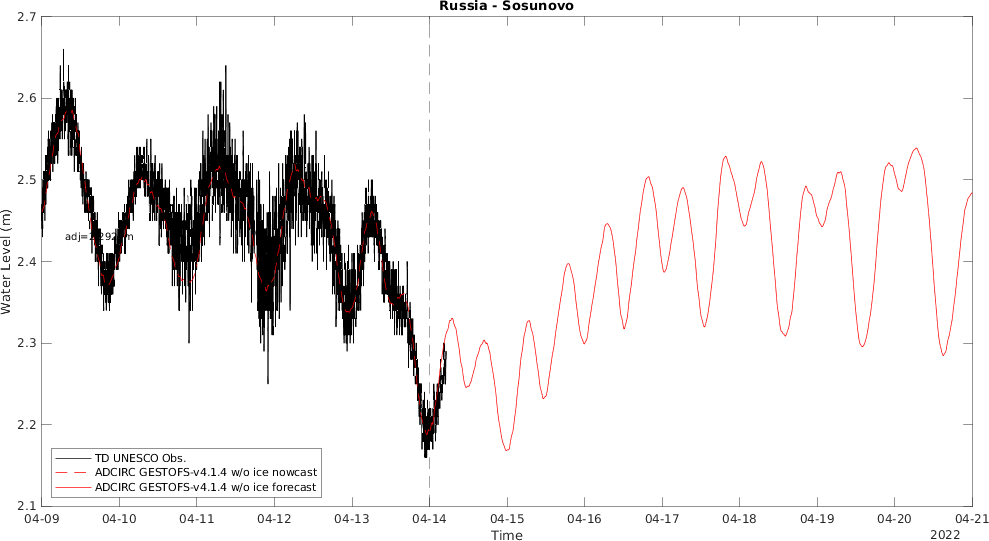 Russia - Sosunovo
2.7
2.6
2.5
2.4
2.3
2.2
2.1
Water Level (m)
TD UNESCO Obs.
ADCIRC GESTOFS-v4.1.4 w/o ice nowcast
ADCIRC GESTOFS-v4.1.4 w/o ice forecast
04-09 04-10 04-11 04-12 04-13 04-14 04-15 04-16 04-17 04-18 04-19 04-20 04-21
Time
2022